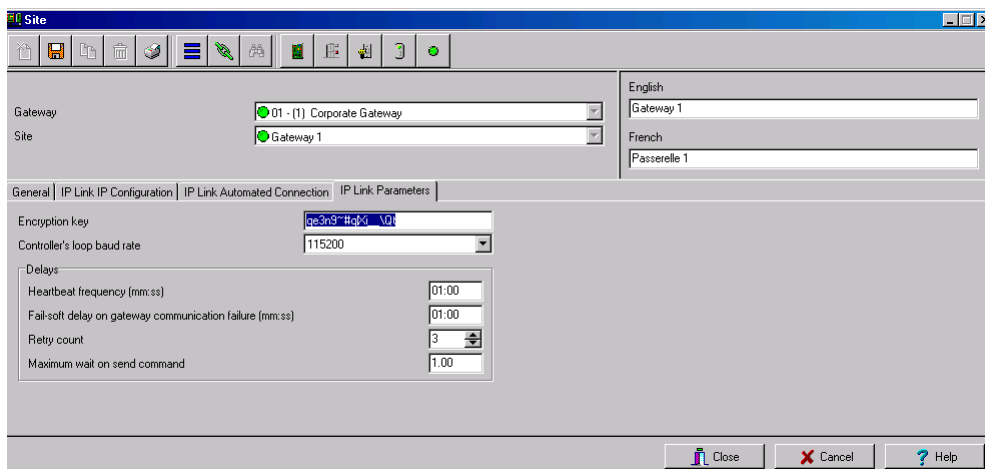 Site
English
Gateway 01 - (1) Corporate Gateway Gateway 1
Site Gateway 1 French
Passerelle 1
General IP Link IP Configuration IP Link Automated Connection IP Link Parameters
Encryption key
Controller's loop baud rate 115200
Delays
Heartbeat frequency (mm:ss) 01:00
Fail-soft delay on gateway communication failure (mm:ss) 01:00
Retry count 3
Maximum wait on send command 1.00
Close Cancel ? Help